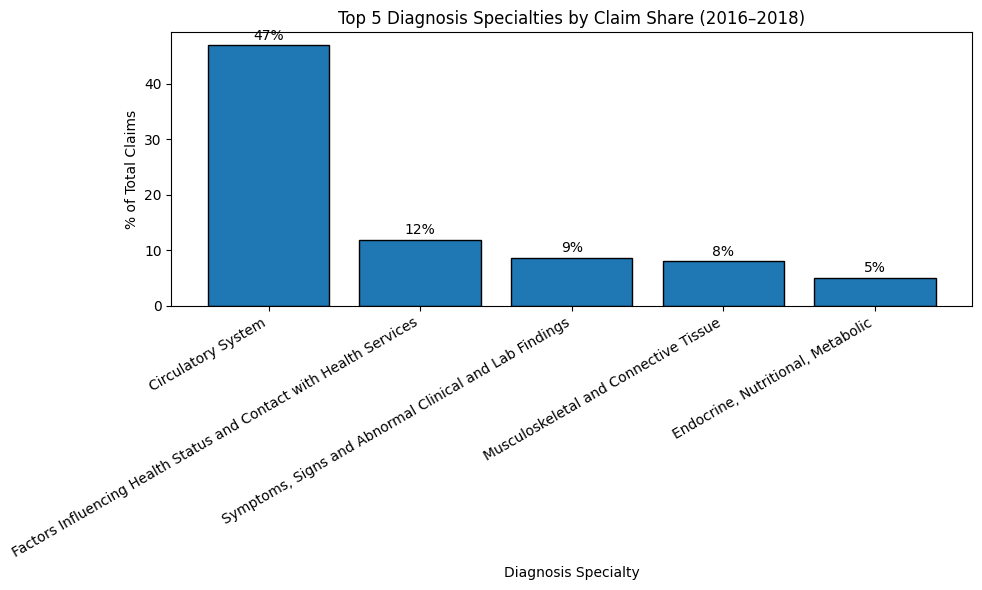 Top 5 Diagnosis Specialties by Claim Share (2016–2018)
% of Total Claims
40
30
20
10
0
47%
12%
9%
8%
5%
Circulatory System
Factors Influencing Health Status and Contact with Health Services
Symptoms, Signs and Abnormal Clinical and Lab Findings
Musculoskeletal and Connective Tissue
Endocrine, Nutritional, Metabolic
Diagnosis Specialty